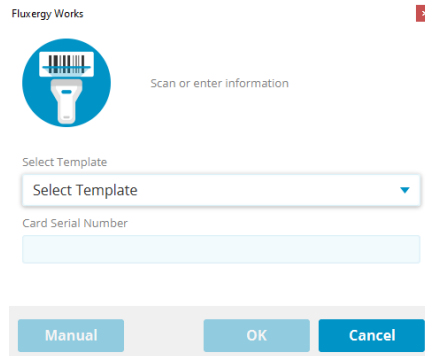 Fluxergy Works
Scan or enter information
Select Template
Select Template
Card Serial Number
Manual
OK
Cancel